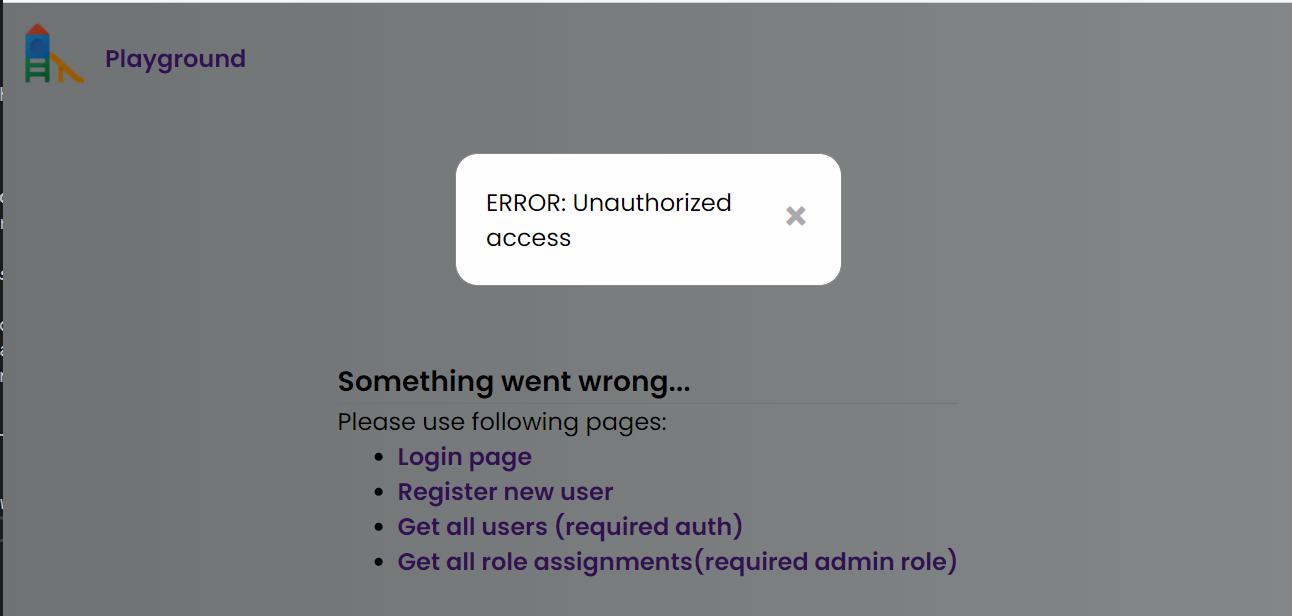 Playground
ERROR: Unauthorized
access
Something went wrong...
Please use following pages:
Login page
Register new user
Get all users (required auth)
Get all role assignments(required admin role)